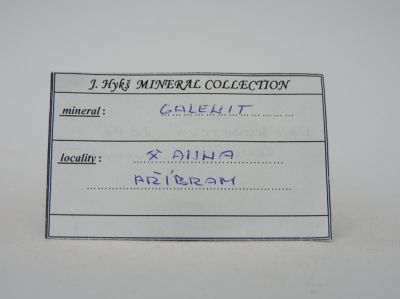 J. Hykš MINERAL COLLECTION
mineral: GALENIT
locality: ⚒ ANNA
PŘÍBRAM